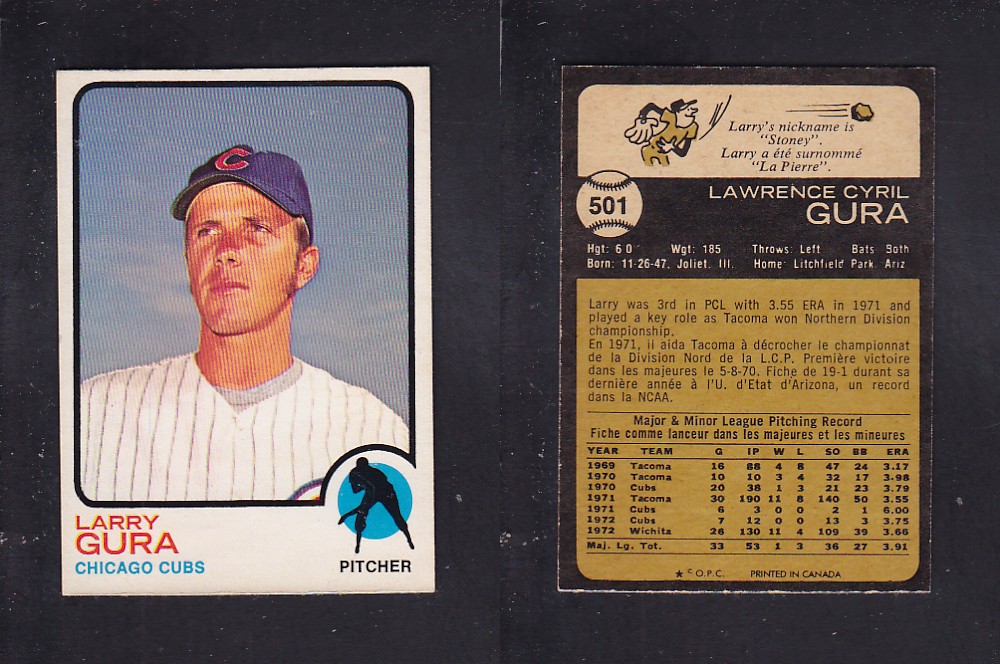 C
LARRY
GURA
CHICAGO CUBS
PITCHER
Larry's nickname is
"Stoney".
Larry a été surnommé
"La Pierre".
501
LAWRENCE CYRIL
GURA
Hgt: 6 0 Wgt: 185 Throws: Left Bats Both
Born: 11-26-47, Joliet, Ill. Home: Litchfield Park Ariz
Larry was 3rd in PCL with 3.55 ERA in 1971 and
played a key role as Tacoma won Northern Division
championship.
En 1971, il aida Tacoma à décrocher le championnat
de la Division Nord de la L.C.P. Première victoire
dans les majeures le 5-8-70. Fiche de 19-1 durant sa
dernière année à l'U. d'Etat d'Arizona, un record
dans la NCAA.
Major & Minor League Pitching Record
Fiche comme lanceur dans les majeures et les mineures
YEAR TEAM G IP W L SO BB ERA
1969 Tacoma 16 88 4 8 47 24 3.17
1970 Tacoma 10 10 3 4 32 17 3.98
1970 Cubs 20 38 1 3 21 23 3.79
1971 Tacoma 30 190 11 8 140 50 3.55
1971 Cubs 6 3 0 0 2 1 6.00
1972 Cubs 7 12 0 0 13 3 3.75
1972 Wichita 26 130 11 4 109 39 3.66
Maj. Lg. Tot. 33 53 1 3 36 27 3.91
★ © O.P.C. PRINTED IN CANADA